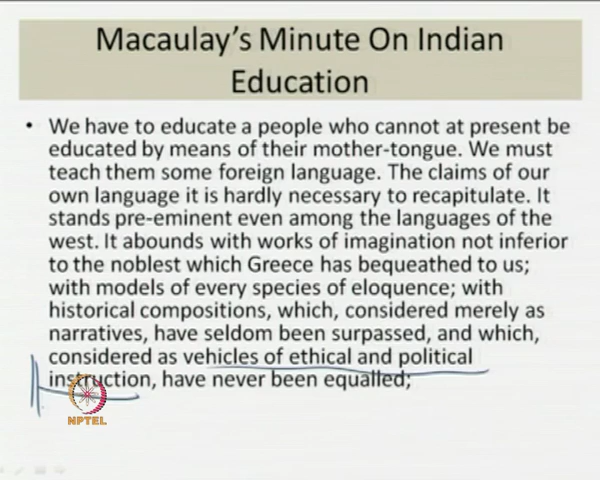 Macaulay's Minute On Indian
Education
• We have to educate a people who cannot at present be
educated by means of their mother-tongue. We must
teach them some foreign language. The claims of our
own language it is hardly necessary to recapitulate. It
stands pre-eminent even among the languages of the
west. It abounds with works of imagination not inferior
to the noblest which Greece has bequeathed to us;
with models of every species of eloquence; with
historical compositions, which, considered merely as
narratives, have seldom been surpassed, and which,
considered as vehicles of ethical and political
instruction, have never been equalled;
NPTEL